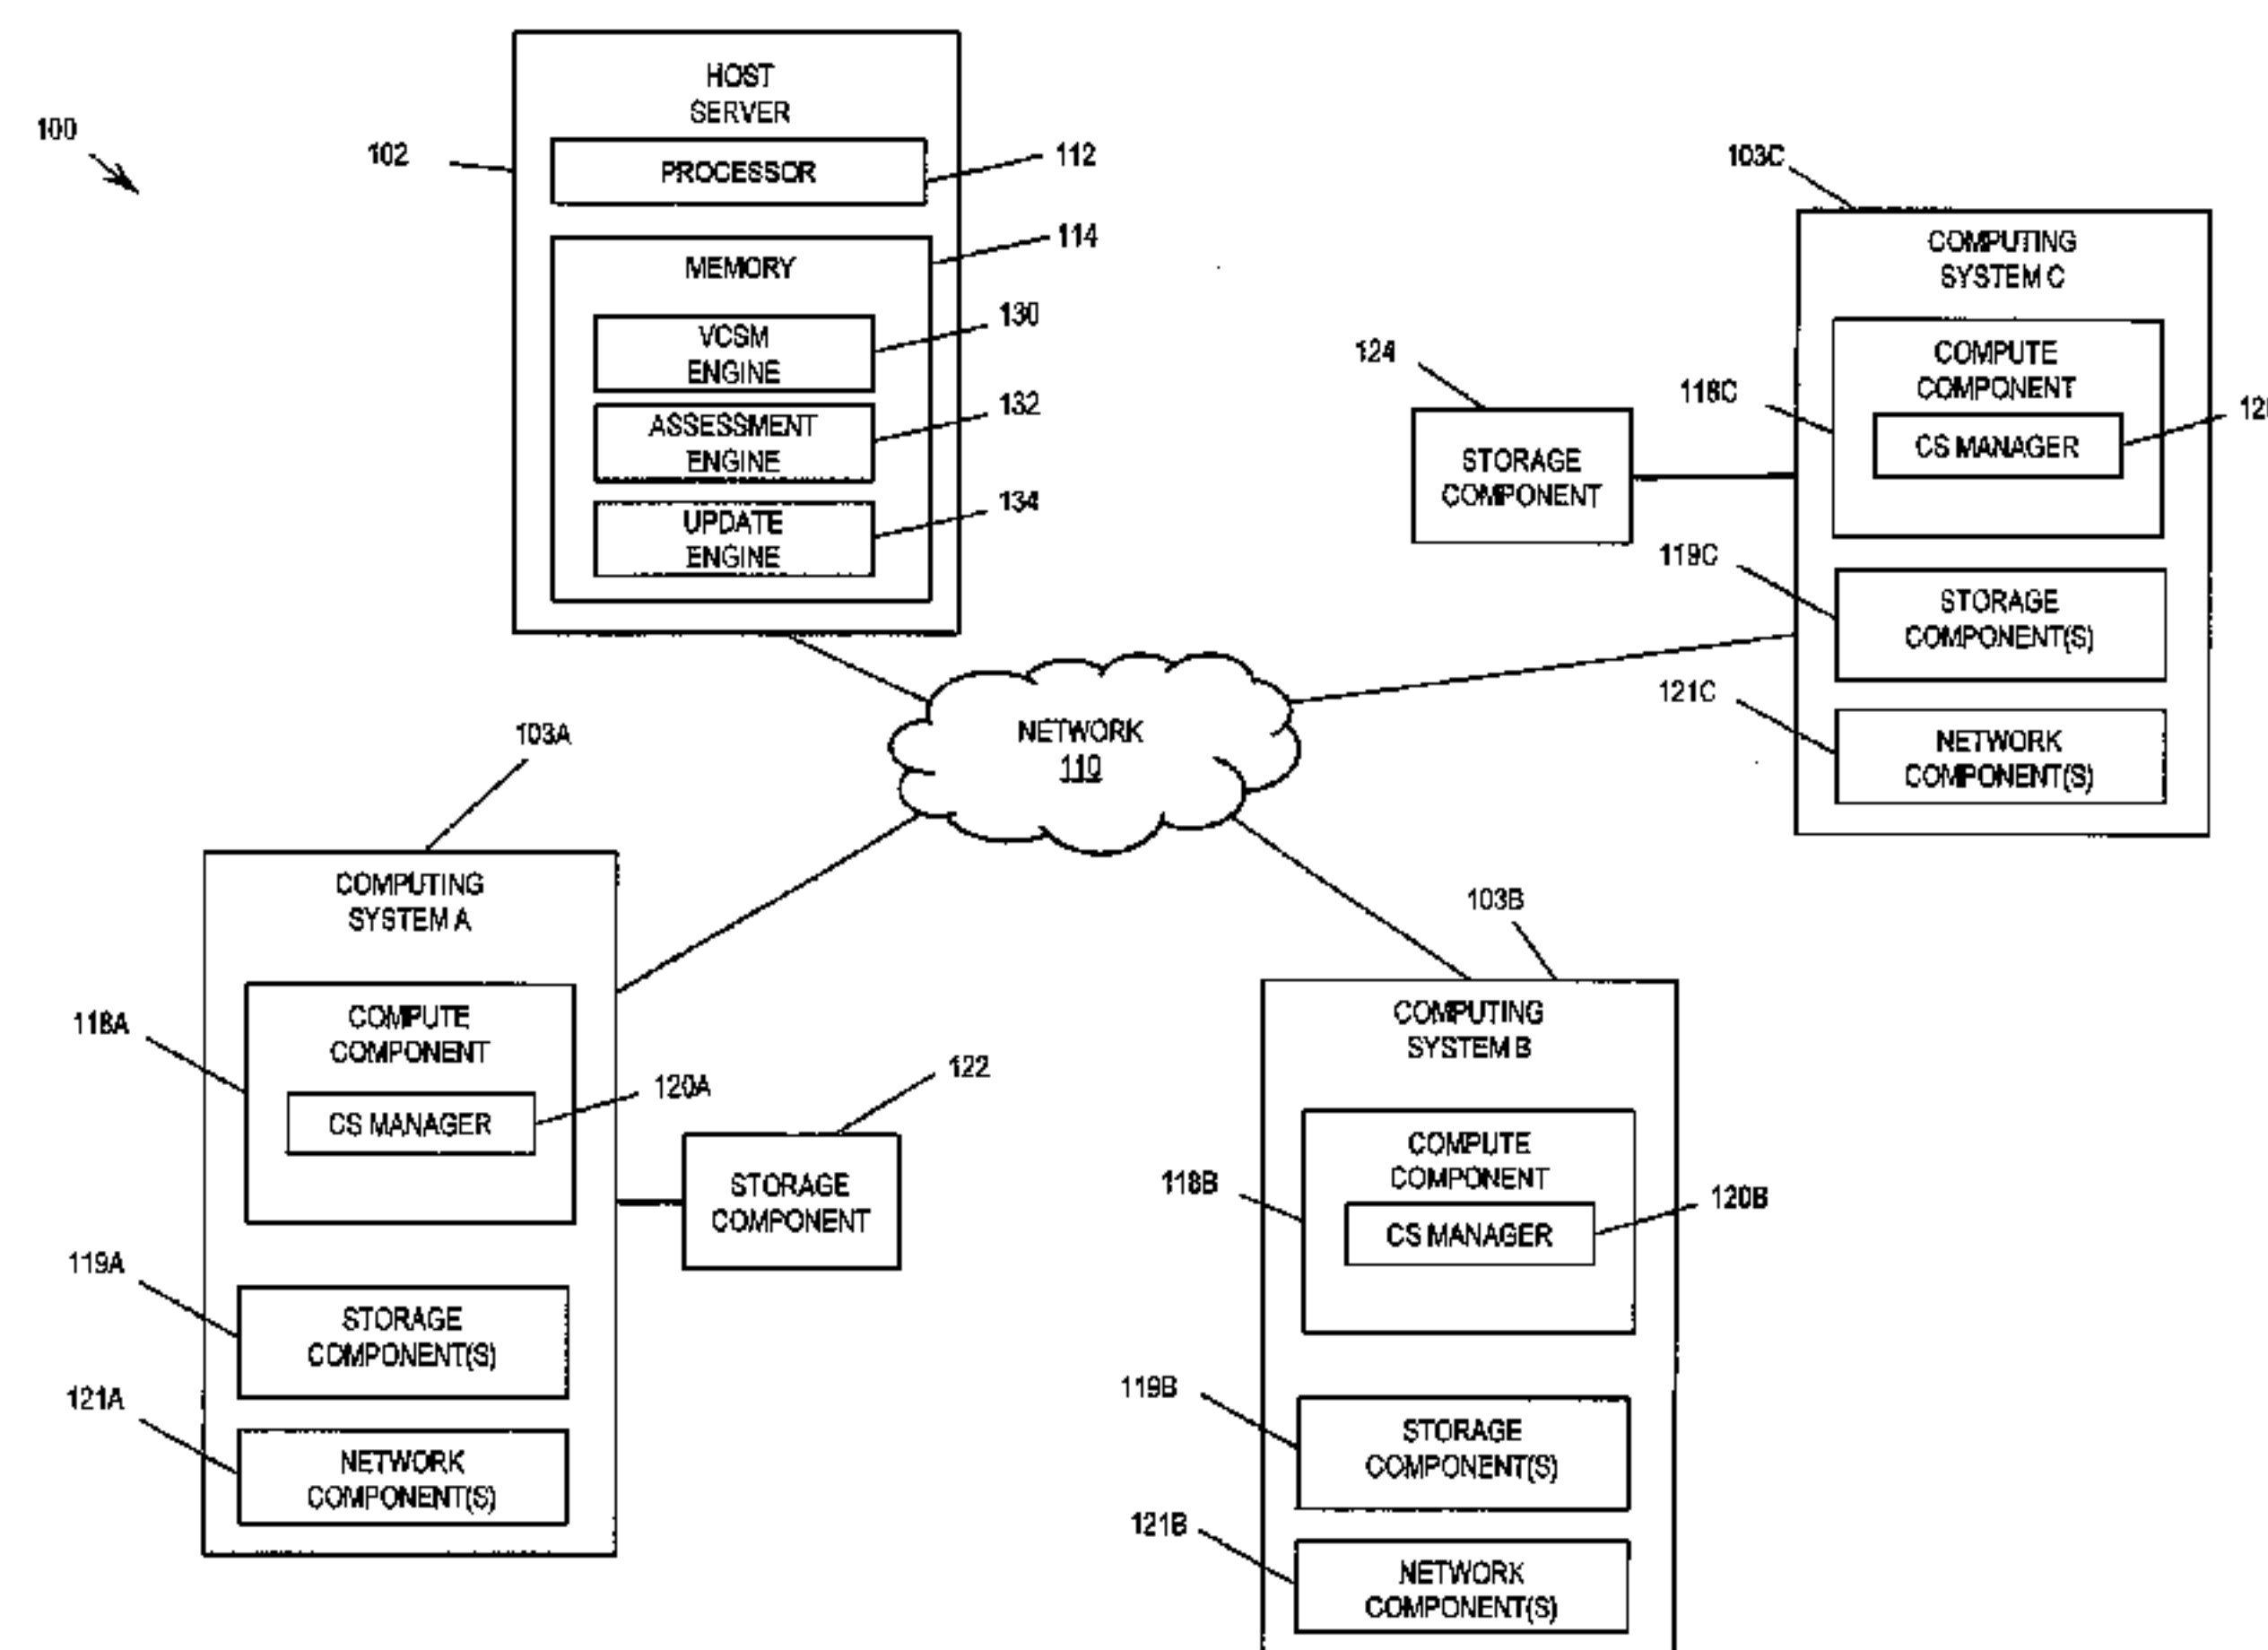 100
HOST
SERVER
102
PROCESSOR
112
MEMORY
114
VCSM
ENGINE
130
ASSESSMENT
ENGINE
132
UPDATE
ENGINE
134
103C
COMPUTING
SYSTEM C
COMPUTE
COMPONENT
118C
CS MANAGER
124
STORAGE
COMPONENT
119C
STORAGE
COMPONENT(S)
121C
NETWORK
COMPONENT(S)
NETWORK
110
103A
COMPUTING
SYSTEM A
118A
COMPUTE
COMPONENT
CS MANAGER
120A
122
STORAGE
COMPONENT
119A
STORAGE
COMPONENT(S)
121A
NETWORK
COMPONENT(S)
103B
COMPUTING
SYSTEM B
COMPUTE
COMPONENT
118B
CS MANAGER
120B
119B
STORAGE
COMPONENT(S)
121B
NETWORK
COMPONENT(S)